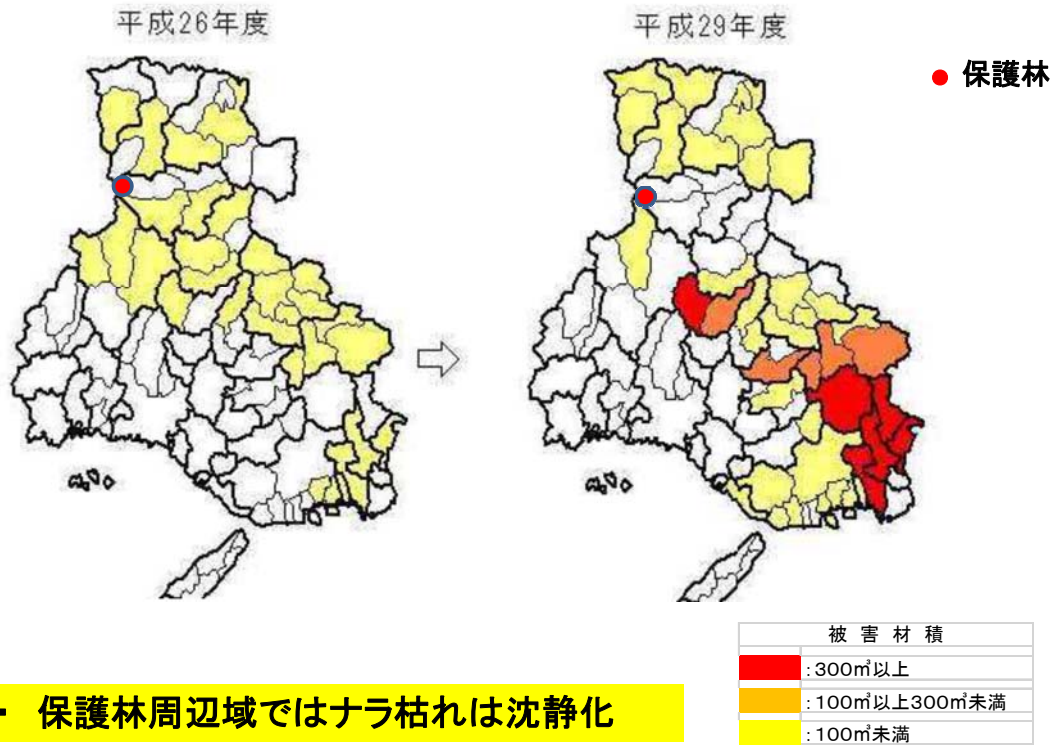 平成26年度
平成29年度
● 保護林
被害材積
:300㎥以上
:100㎥以上300㎥未満
:100㎥未満
・ 保護林周辺域ではナラ枯れは沈静化